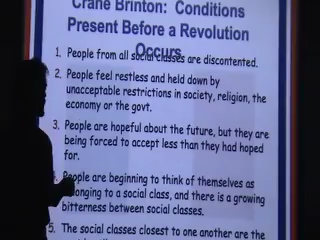 Crane Brinton: Conditions
Present Before a Revolution
Occurs
1. People from all social classes are discontented.
2. People feel restless and held down by
unacceptable restrictions in society, religion, the
economy or the govt.
3. People are hopeful about the future, but they are
being forced to accept less than they had hoped
for.
People are beginning to think of themselves as
belonging to a social class, and there is a growing
bitterness between social classes.
5. The social classes closest to one another are the